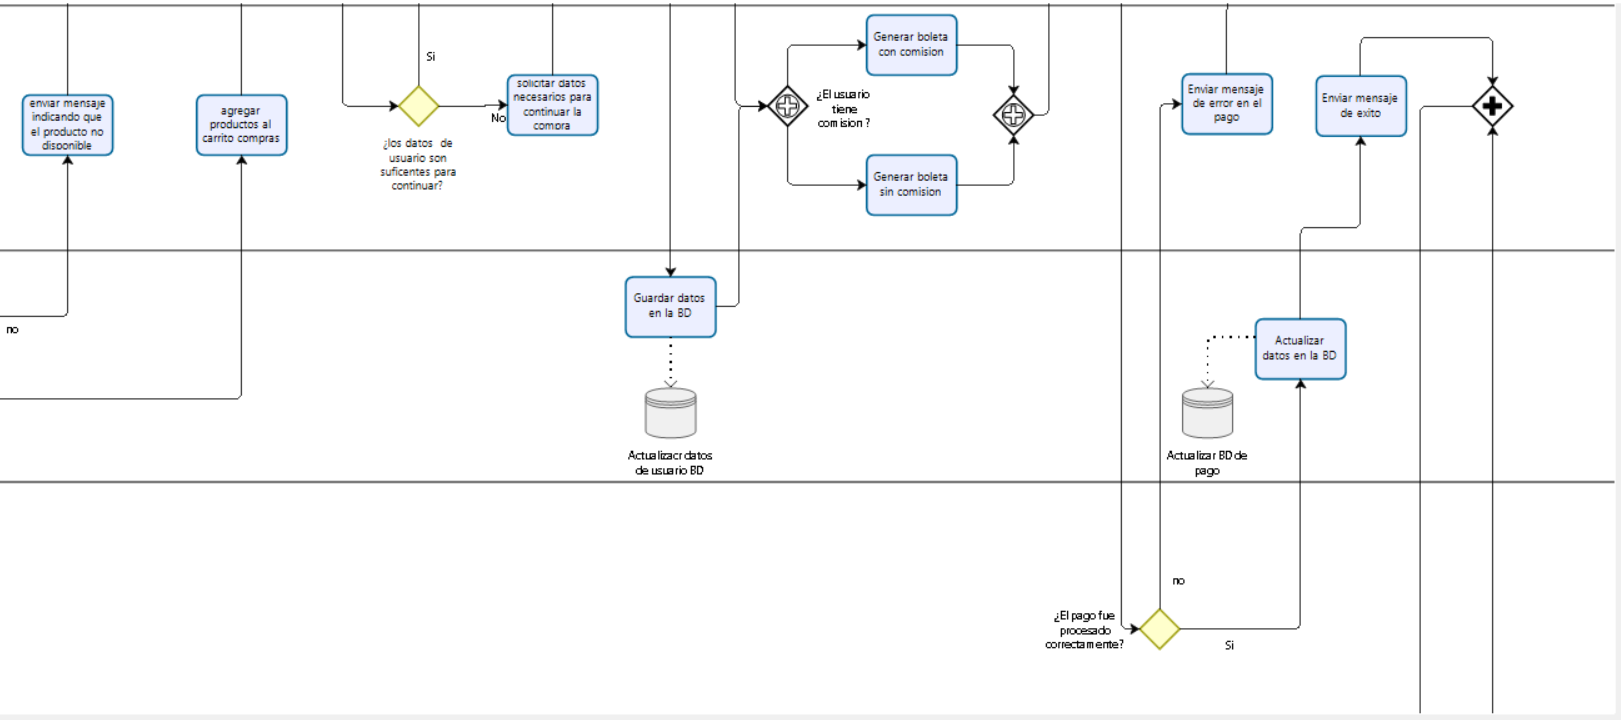 enviar mensaje
indicando que
el producto no
disponible
agregar
productos al
carrito compras
Si
No
¿los datos de
usuario son
suficentes para
continuar?
solicitar datos
necesarios para
continuar la
compra
¿El usuario
tiene
comision ?
Generar boleta
con comision
Generar boleta
sin comision
Enviar mensaje
de error en el
pago
Enviar mensaje
de exito
no
Guardar datos
en la BD
Actualizacr datos
de usuario BD
Actualizar
datos en la BD
Actualizar BD de
pago
no
¿El pago fue
procesado
correctamente?
Si